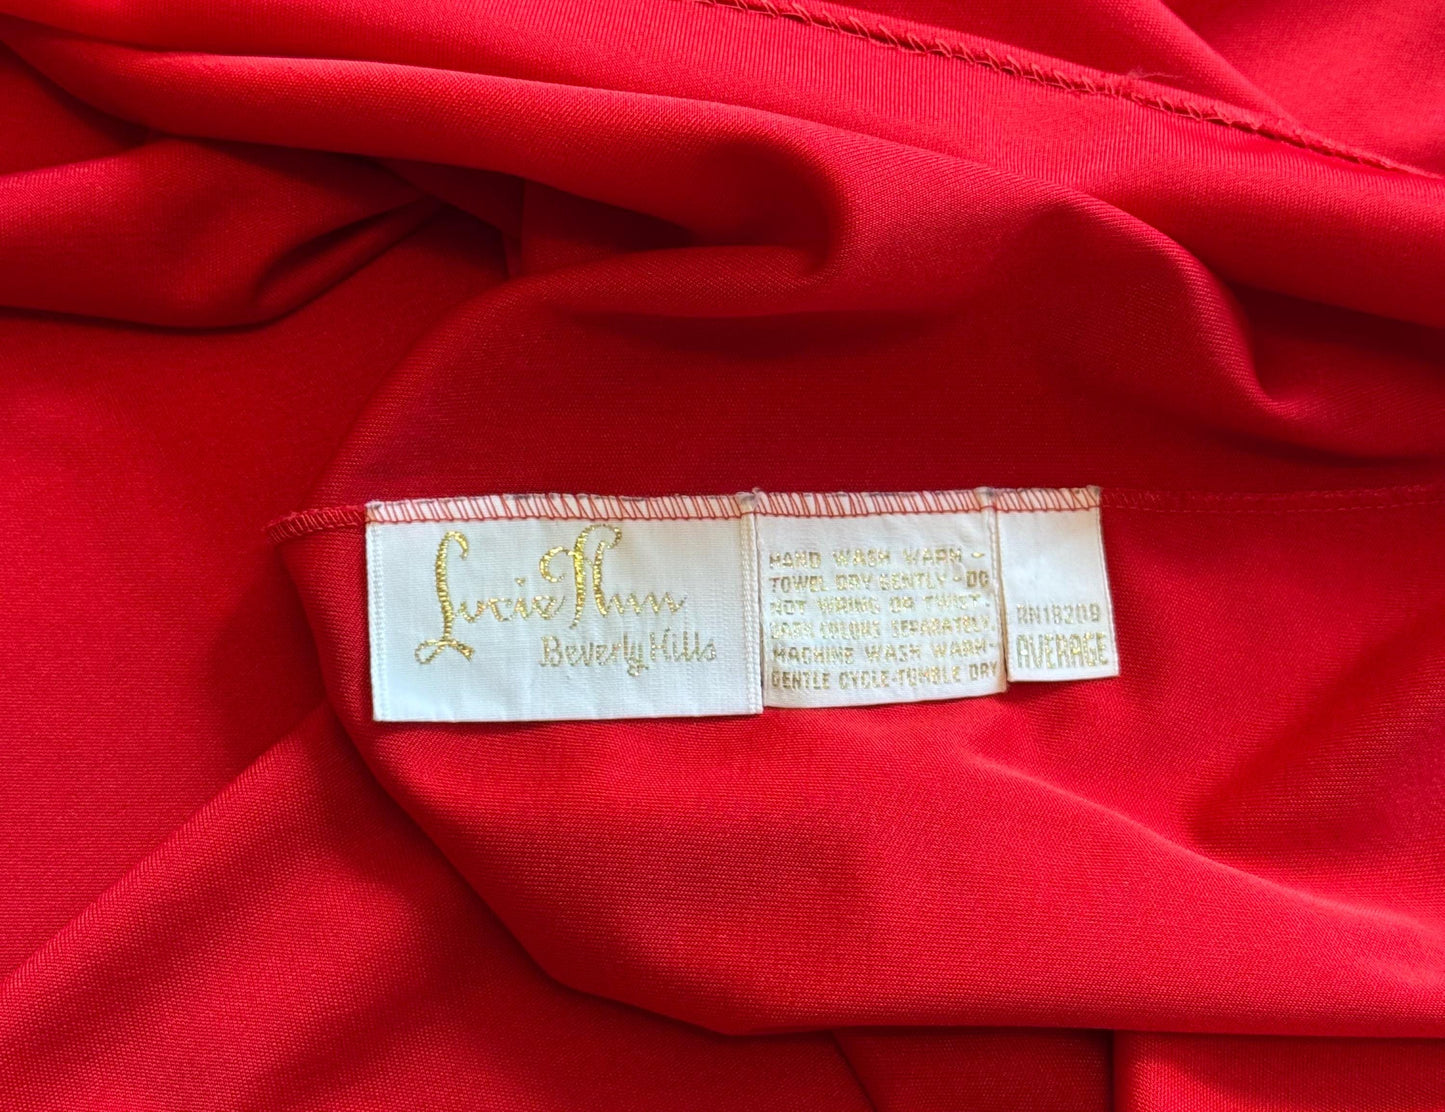 Lucie Ann
Beverly Hills
HAND WASH WARM -
TOWEL DRY GENTLY - DO
NOT WRING OR TWIST.
DARK COLORS SEPARATELY.
MACHINE WASH WARM-
GENTLE CYCLE-TUMBLE DRY
RN18209
AVERAGE